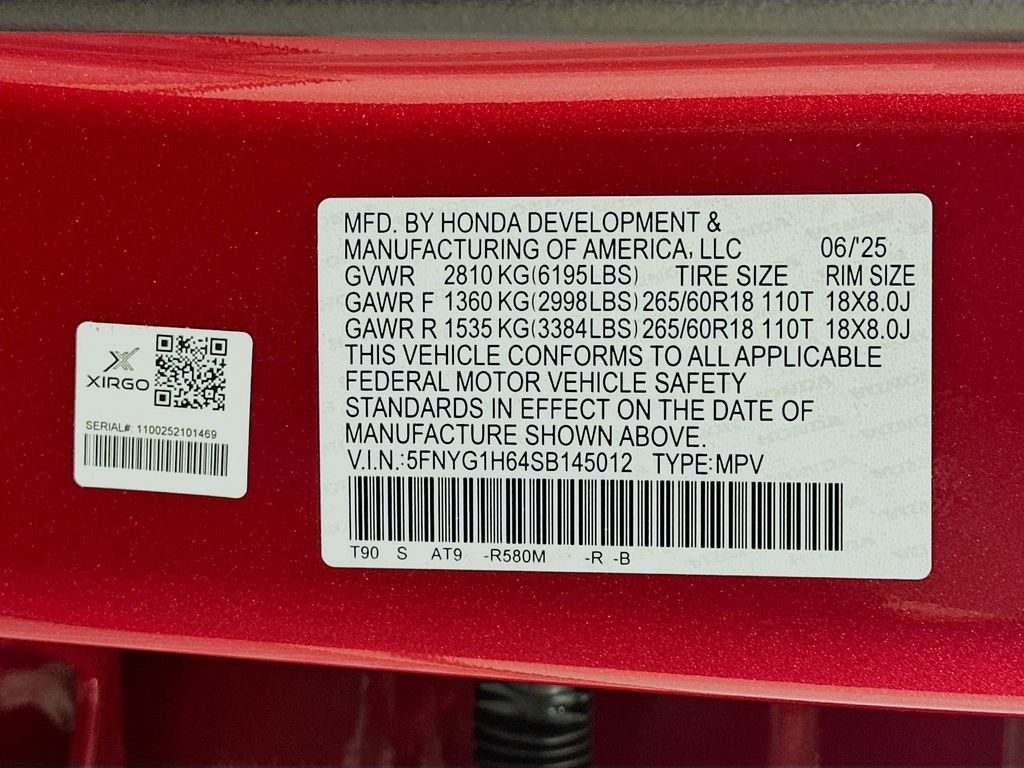 XIRGO
SERIAL#: 1100252101469
MFD. BY HONDA DEVELOPMENT &
MANUFACTURING OF AMERICA, LLC 06/'25
GVWR 2810 KG(6195LBS) TIRE SIZE RIM SIZE
GAWR F 1360 KG(2998LBS) 265/60R18 110T 18X8.0J
GAWR R 1535 KG(3384LBS) 265/60R18 110T 18X8.0J
THIS VEHICLE CONFORMS TO ALL APPLICABLE
FEDERAL MOTOR VEHICLE SAFETY
STANDARDS IN EFFECT ON THE DATE OF
MANUFACTURE SHOWN ABOVE.
V.I.N.:5FNYG1H64SB145012 TYPE:MPV
T90 S AT9 -R580M -R -B